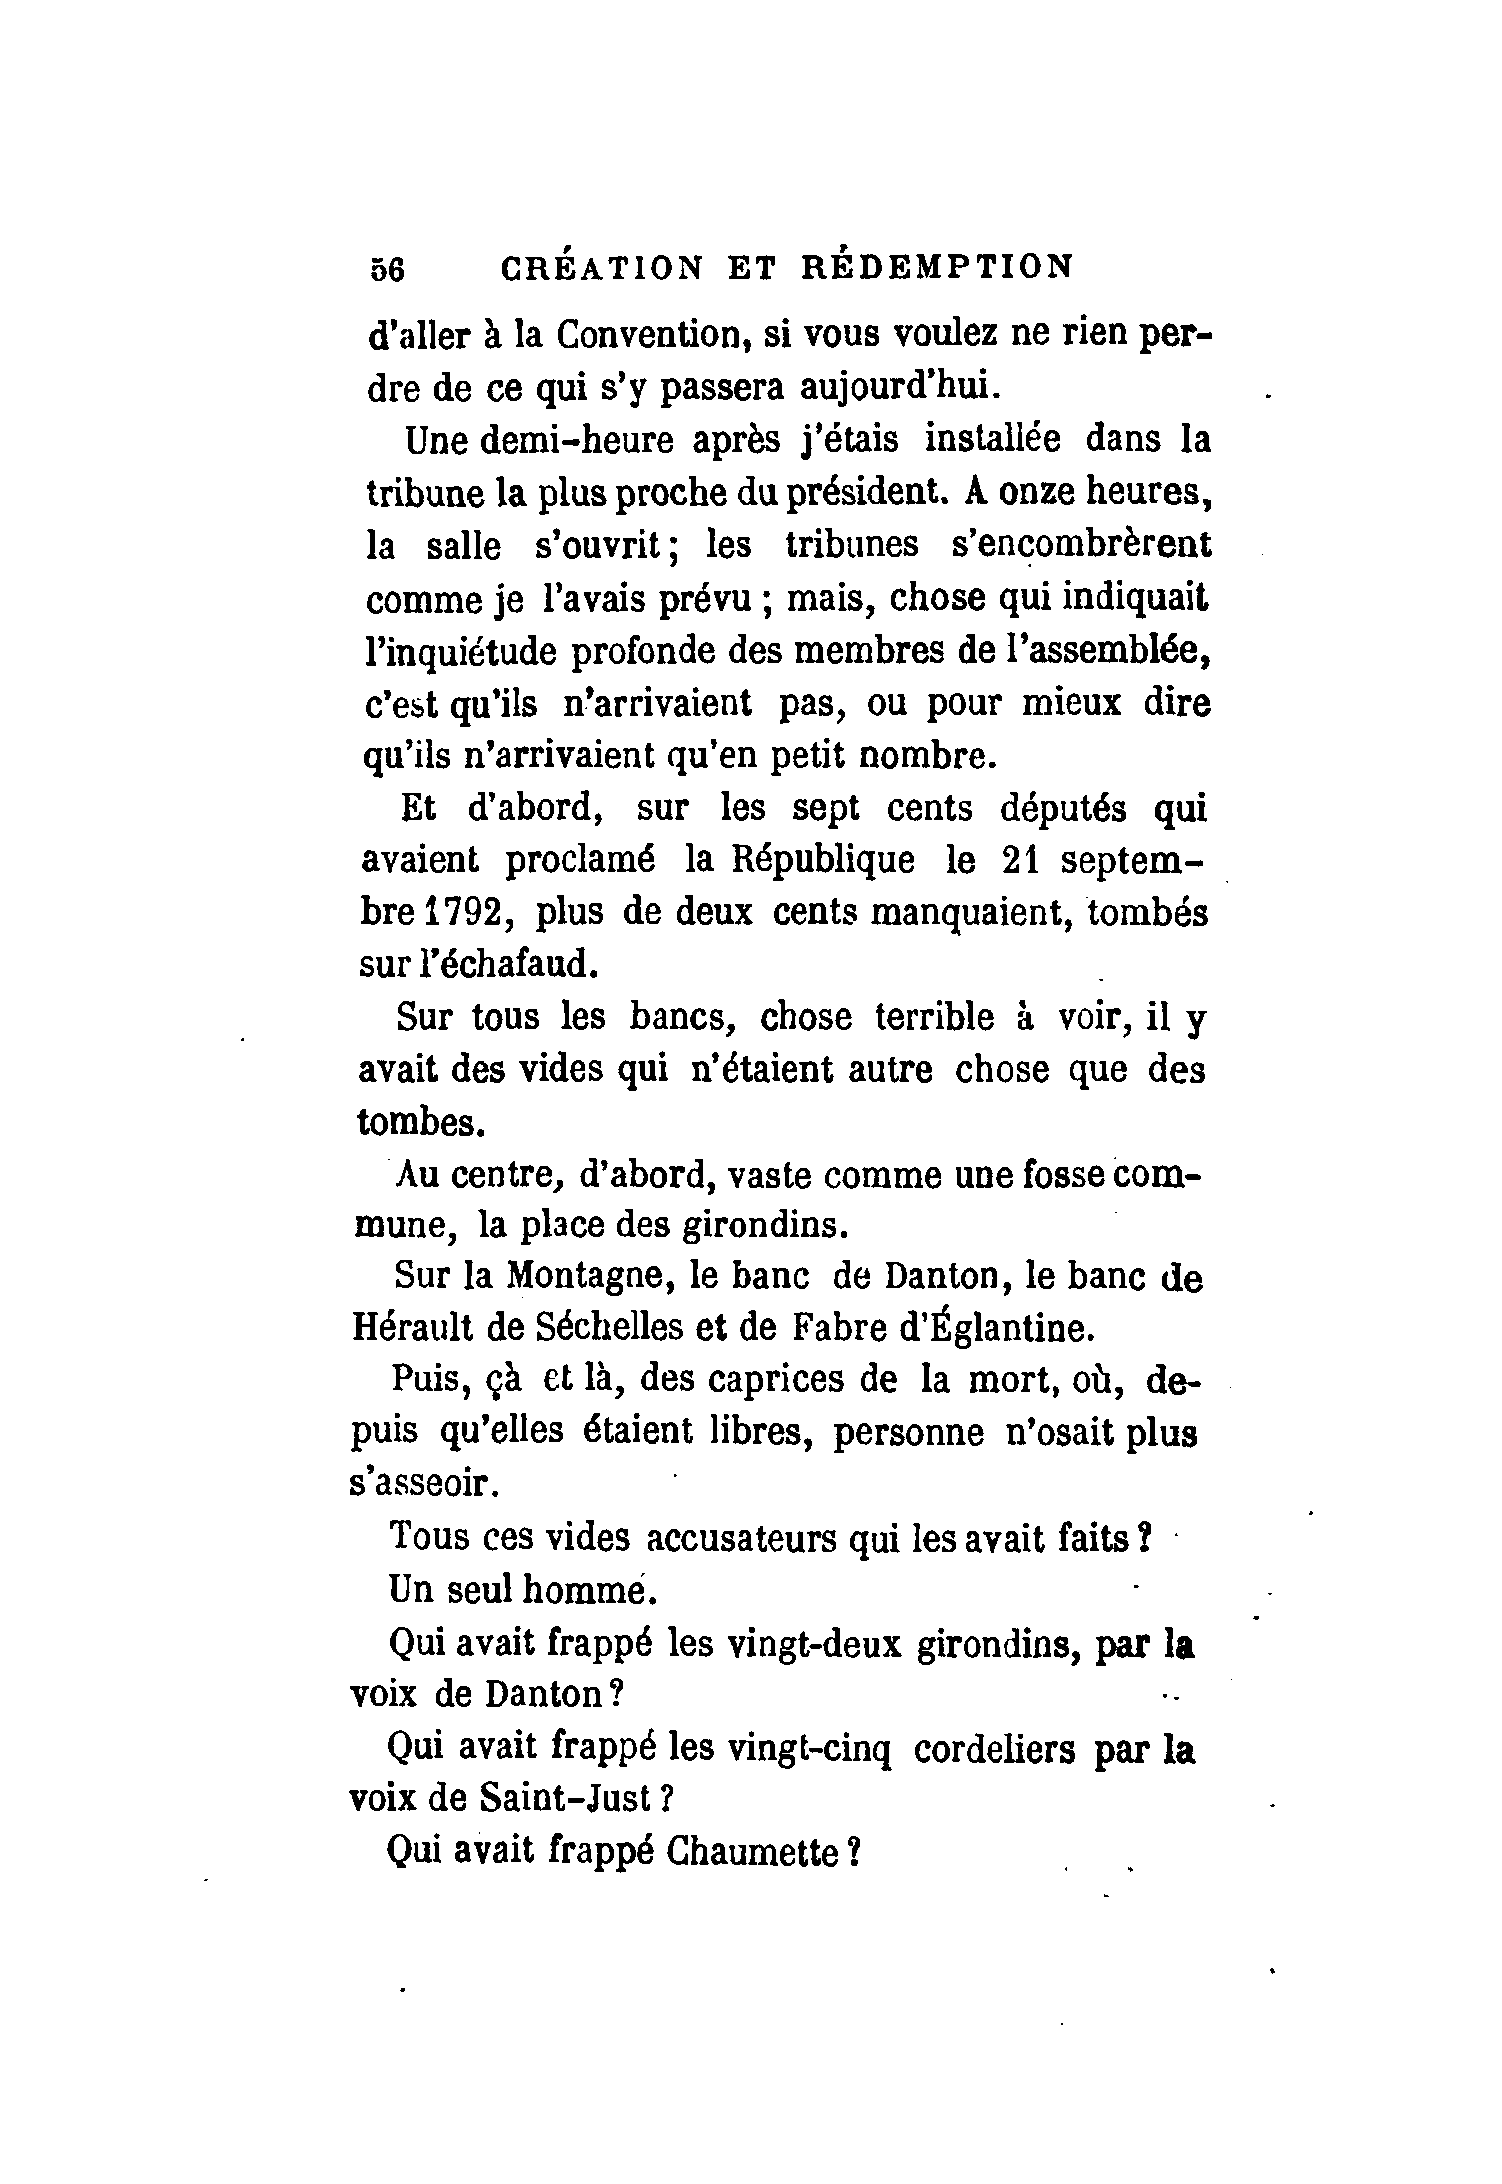 56 CRÉATION ET RÉDEMPTION
d'aller à la Convention, si vous voulez ne rien per-
dre de ce qui s'y passera aujourd'hui.
Une demi-heure après j'étais installée dans la
tribune la plus proche du président. A onze heures,
la salle s'ouvrit ; les tribunes s'encombrèrent
comme je l'avais prévu ; mais, chose qui indiquait
l'inquiétude profonde des membres de l'assemblée,
c'est qu'ils n'arrivaient pas, ou pour mieux dire
qu'ils n'arrivaient qu'en petit nombre.
Et d'abord, sur les sept cents députés qui
avaient proclamé la République le 21 septem-
bre 1792, plus de deux cents manquaient, tombés
sur l'échafaud.
Sur tous les bancs, chose terrible à voir, il y
avait des vides qui n'étaient autre chose que des
tombes.
Au centre, d'abord, vaste comme une fosse com-
mune, la place des girondins.
Sur la Montagne, le banc de Danton, le banc de
Hérault de Séchelles et de Fabre d'Églantine.
Puis, çà et là, des caprices de la mort, où, de-
puis qu'elles étaient libres, personne n'osait plus
s'asseoir.
Tous ces vides accusateurs qui les avait faits ?
Un seul homme.
Qui avait frappé les vingt-deux girondins, par la
voix de Danton ?
Qui avait frappé les vingt-cinq cordeliers par la
voix de Saint-Just ?
Qui avait frappé Chaumette ?